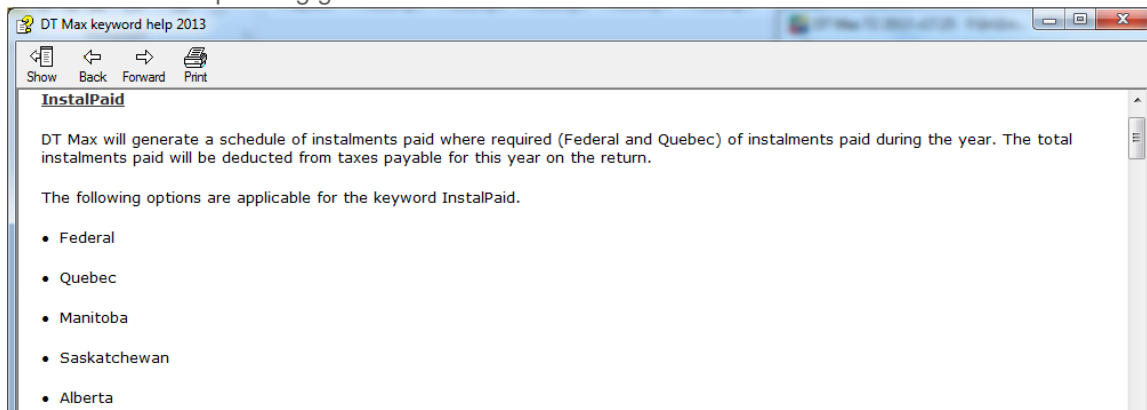 DT Max keyword help 2013
Show Back Forward Print
InstalPaid
DT Max will generate a schedule of instalments paid where required (Federal and Quebec) of instalments paid during the year. The total
instalments paid will be deducted from taxes payable for this year on the return.
The following options are applicable for the keyword InstalPaid.
• Federal
• Quebec
• Manitoba
• Saskatchewan
• Alberta